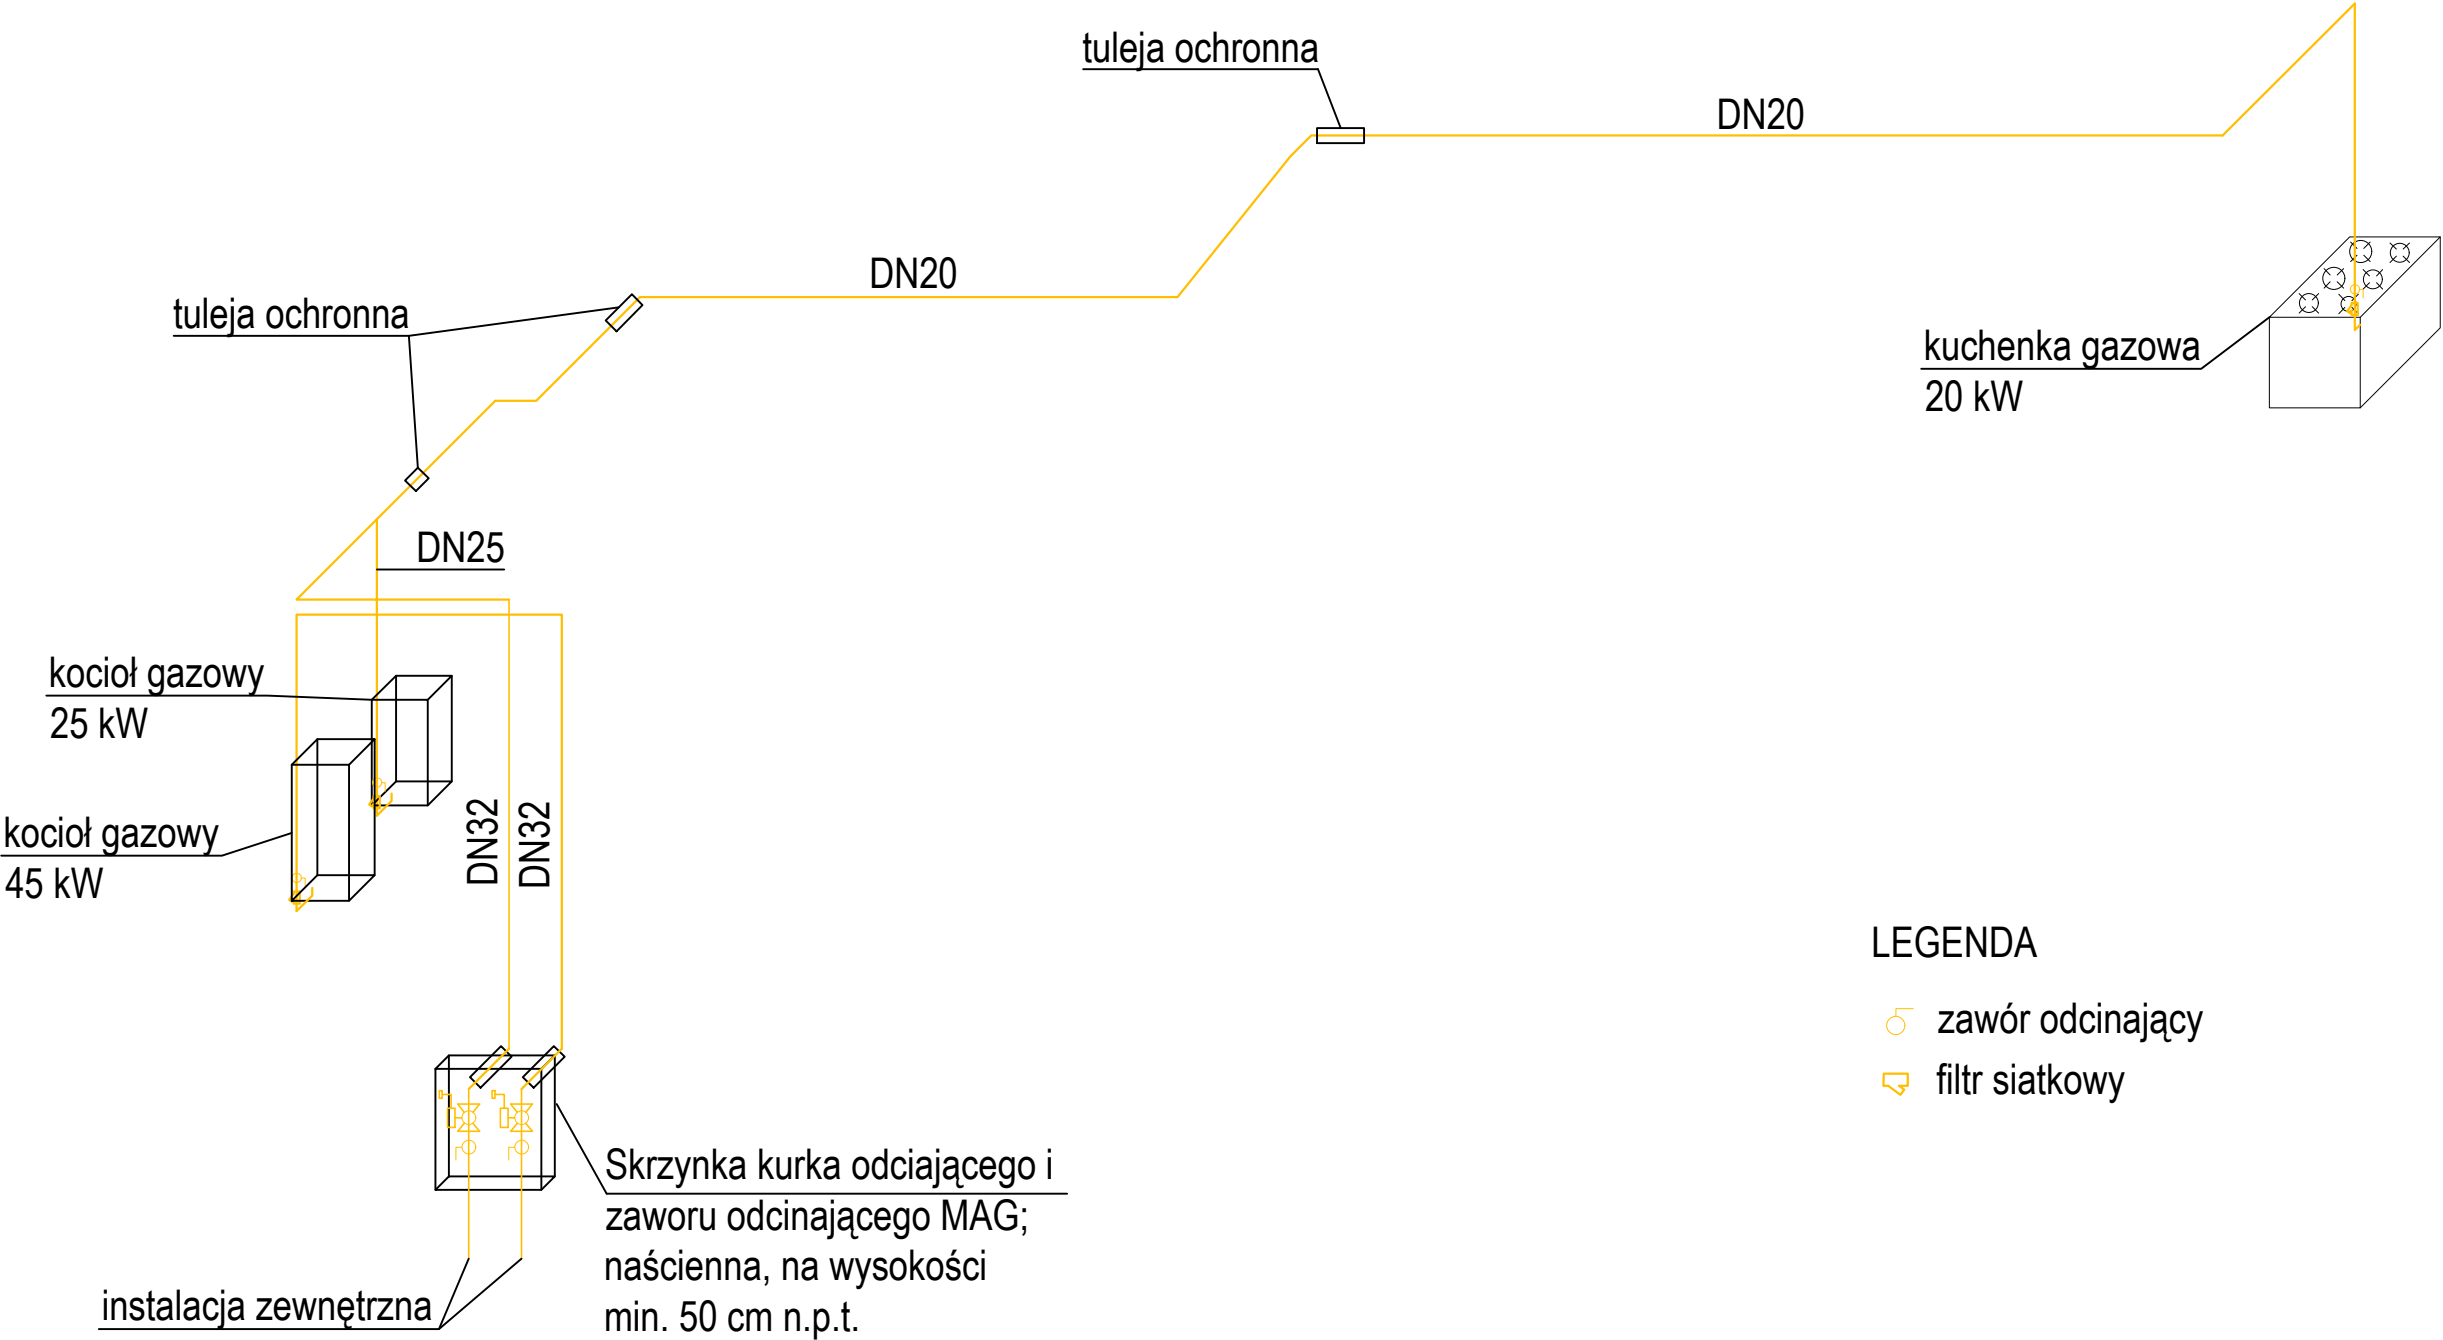 tuleja ochronna
DN20
DN20
tuleja ochronna
kuchenka gazowa
20 kW
DN25
kocioł gazowy
25 kW
kocioł gazowy
45 kW
DN32
DN32
LEGENDA
zawór odcinający
filtr siatkowy
Skrzynka kurka odciającego i
zaworu odcinającego MAG;
naścienna, na wysokości
min. 50 cm n.p.t.
instalacja zewnętrzna